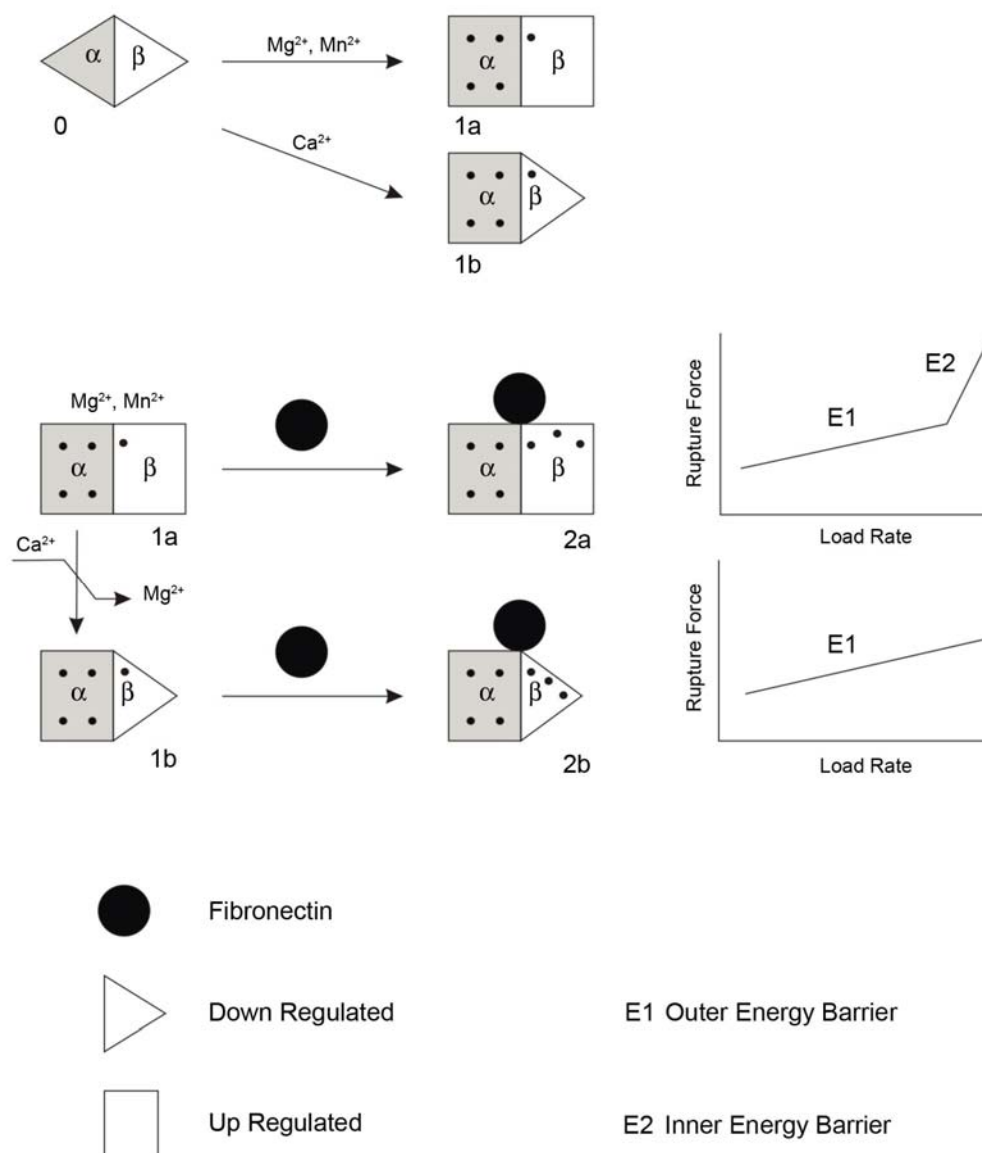 α β
Mg²⁺, Mn²⁺
α β
0
1a
Ca²⁺
α β
1b
Mg²⁺, Mn²⁺
α β
1a
α β
2a
Rupture Force
E1
E2
Load Rate
Ca²⁺
Mg²⁺
α β
1b
α β
2b
Rupture Force
E1
Load Rate
Fibronectin
Down Regulated
E1 Outer Energy Barrier
Up Regulated
E2 Inner Energy Barrier